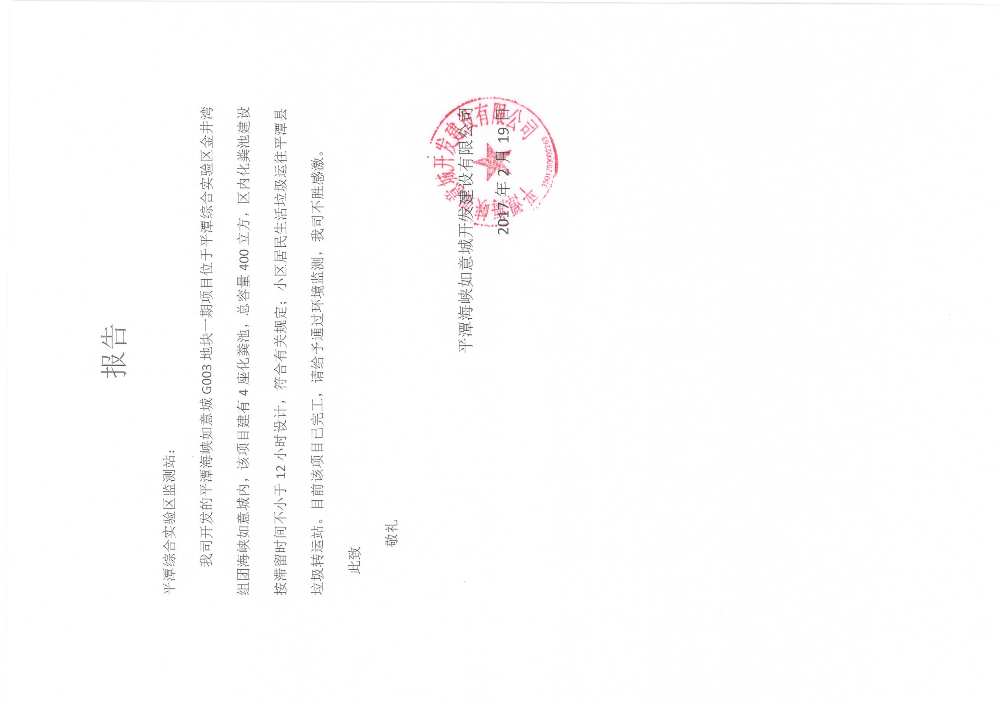 报告
平潭综合实验区监测站：
我司开发的平潭海峡如意城 G003 地块一期项目位于平潭综合实验区金井湾
组团海峡如意城内，该项目建有 4 座化粪池，总容量 400 立方，区内化粪池建设
按滞留时间不小于 12 小时设计，符合有关规定；小区居民生活垃圾运往平潭县
垃圾转运站。目前该项目已完工，请给予通过环境监测，我司不胜感激。
此致
敬礼
平潭海峡如意城开发建设有限公司
2017 年 2 月 19 日
平潭海峡如意城开发建设有限公司
3501280002269